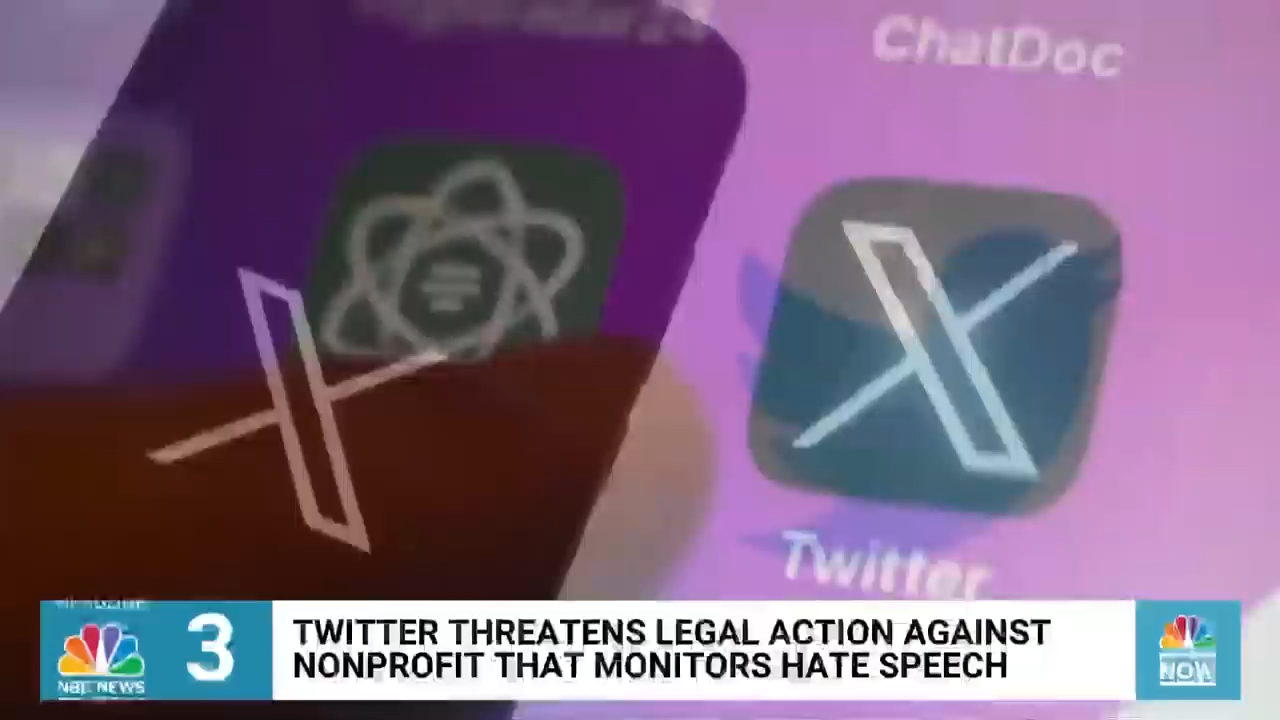 ChatDoc
Twitter
3
TWITTER THREATENS LEGAL ACTION AGAINST
NONPROFIT THAT MONITORS HATE SPEECH
NBC NEWS
NOW